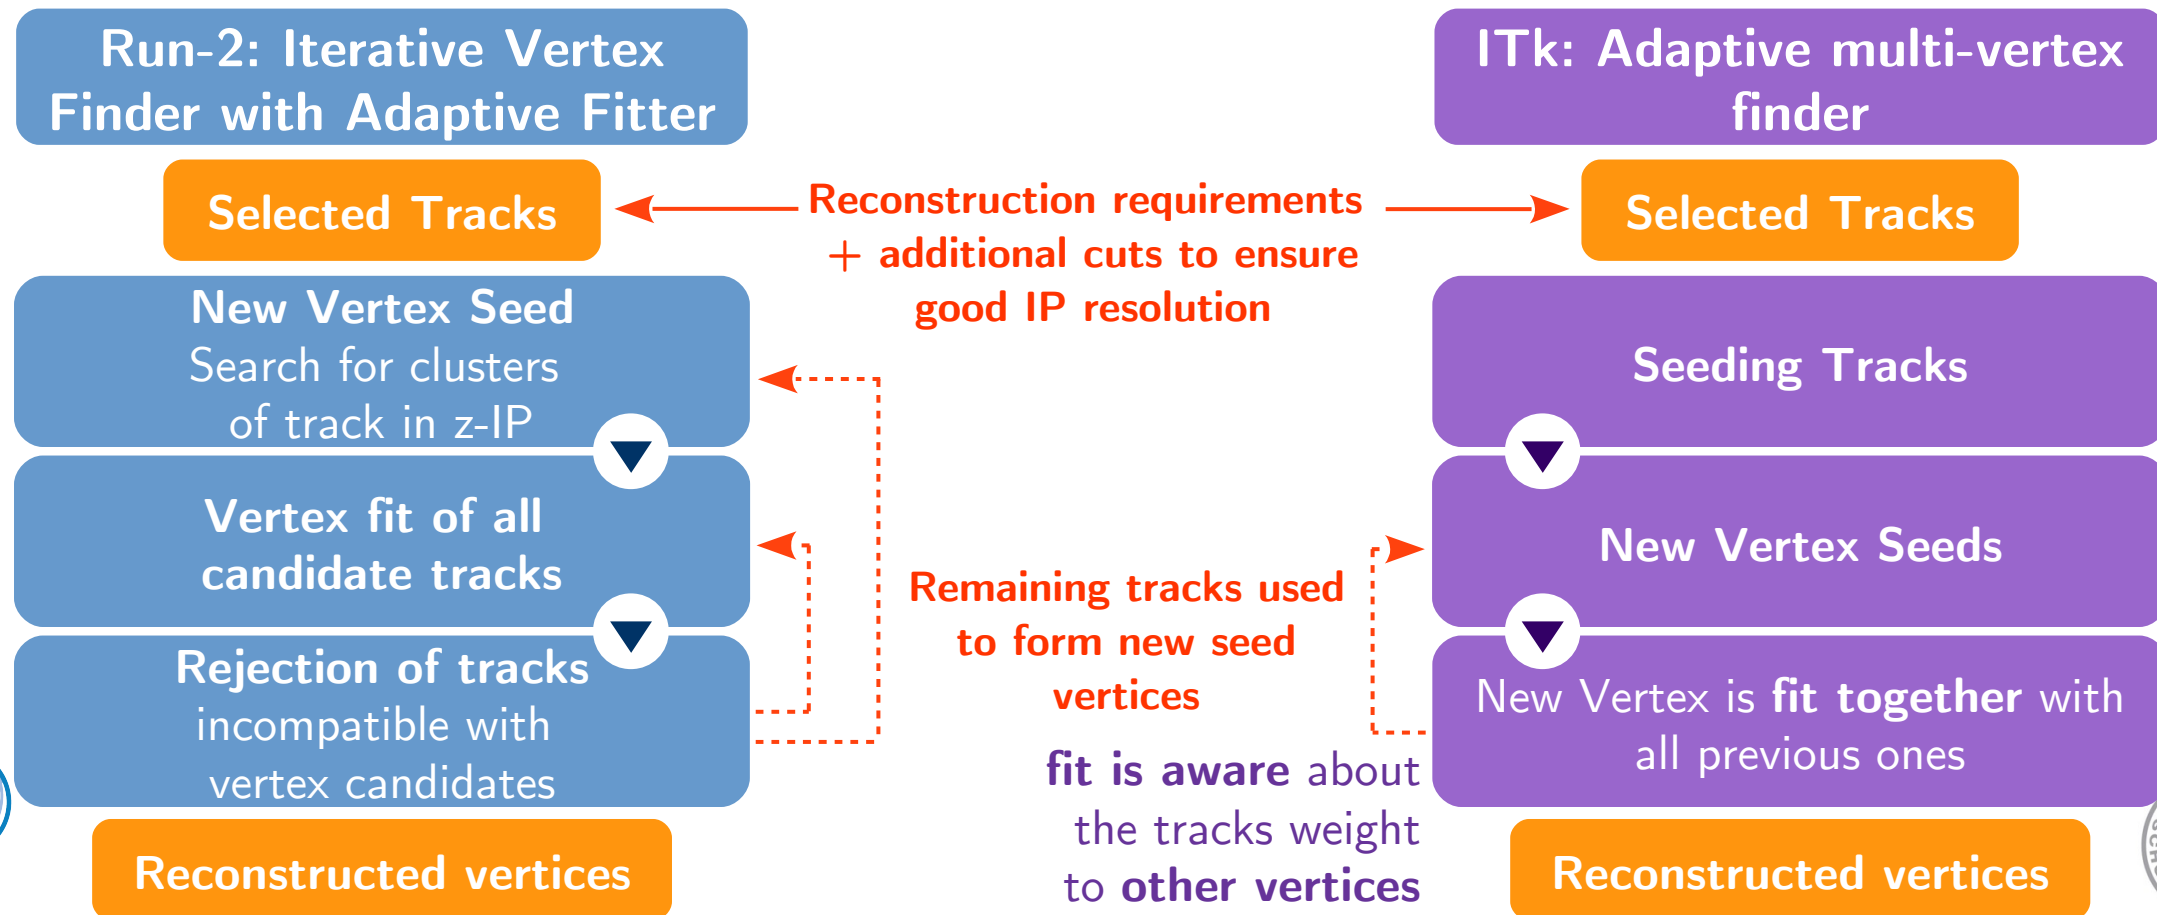 Run-2: Iterative Vertex
Finder with Adaptive Fitter
Selected Tracks
New Vertex Seed
Search for clusters
of track in z-IP
Vertex fit of all
candidate tracks
Rejection of tracks
incompatible with
vertex candidates
Reconstructed vertices
Reconstruction requirements
+ additional cuts to ensure
good IP resolution
Remaining tracks used
to form new seed
vertices
fit is aware about
the tracks weight
to other vertices
ITk: Adaptive multi-vertex
finder
Selected Tracks
Seeding Tracks
New Vertex Seeds
New Vertex is fit together with
all previous ones
Reconstructed vertices